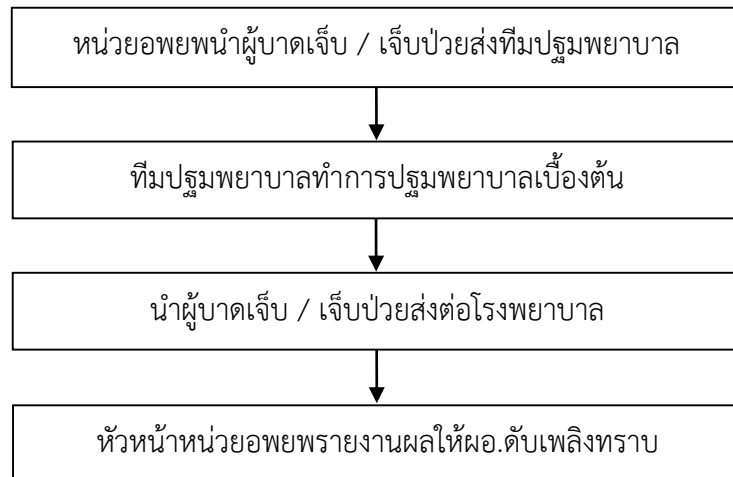 หน่วยอพยพนำผู้บาดเจ็บ / เจ็บป่วยส่งทีมปฐมพยาบาล
ทีมปฐมพยาบาลทำการปฐมพยาบาลเบื้องต้น
นำผู้บาดเจ็บ / เจ็บป่วยส่งต่อโรงพยาบาล
หัวหน้าหน่วยอพยพรายงานผลให้ผอ.ดับเพลิงทราบ